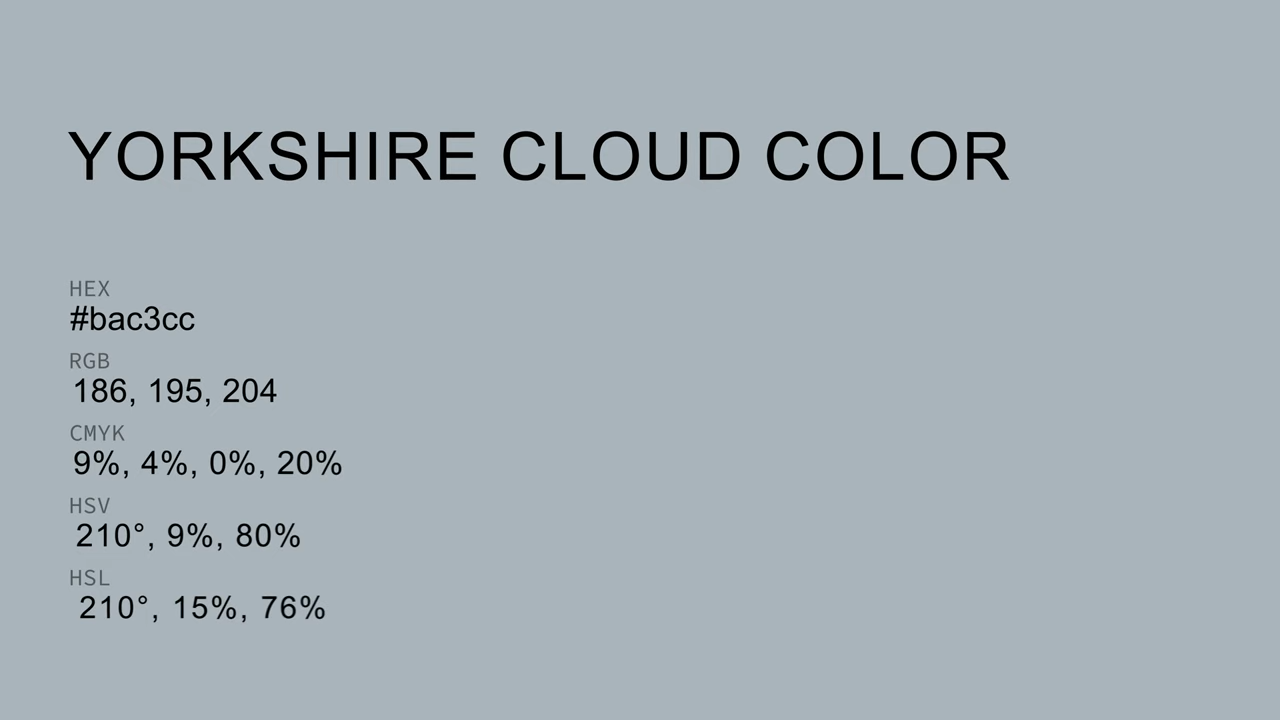 YORKSHIRE CLOUD COLOR
HEX
#bac3cc
RGB
186, 195, 204
CMYK
9%, 4%, 0%, 20%
HSV
210°, 9%, 80%
HSL
210°, 15%, 76%